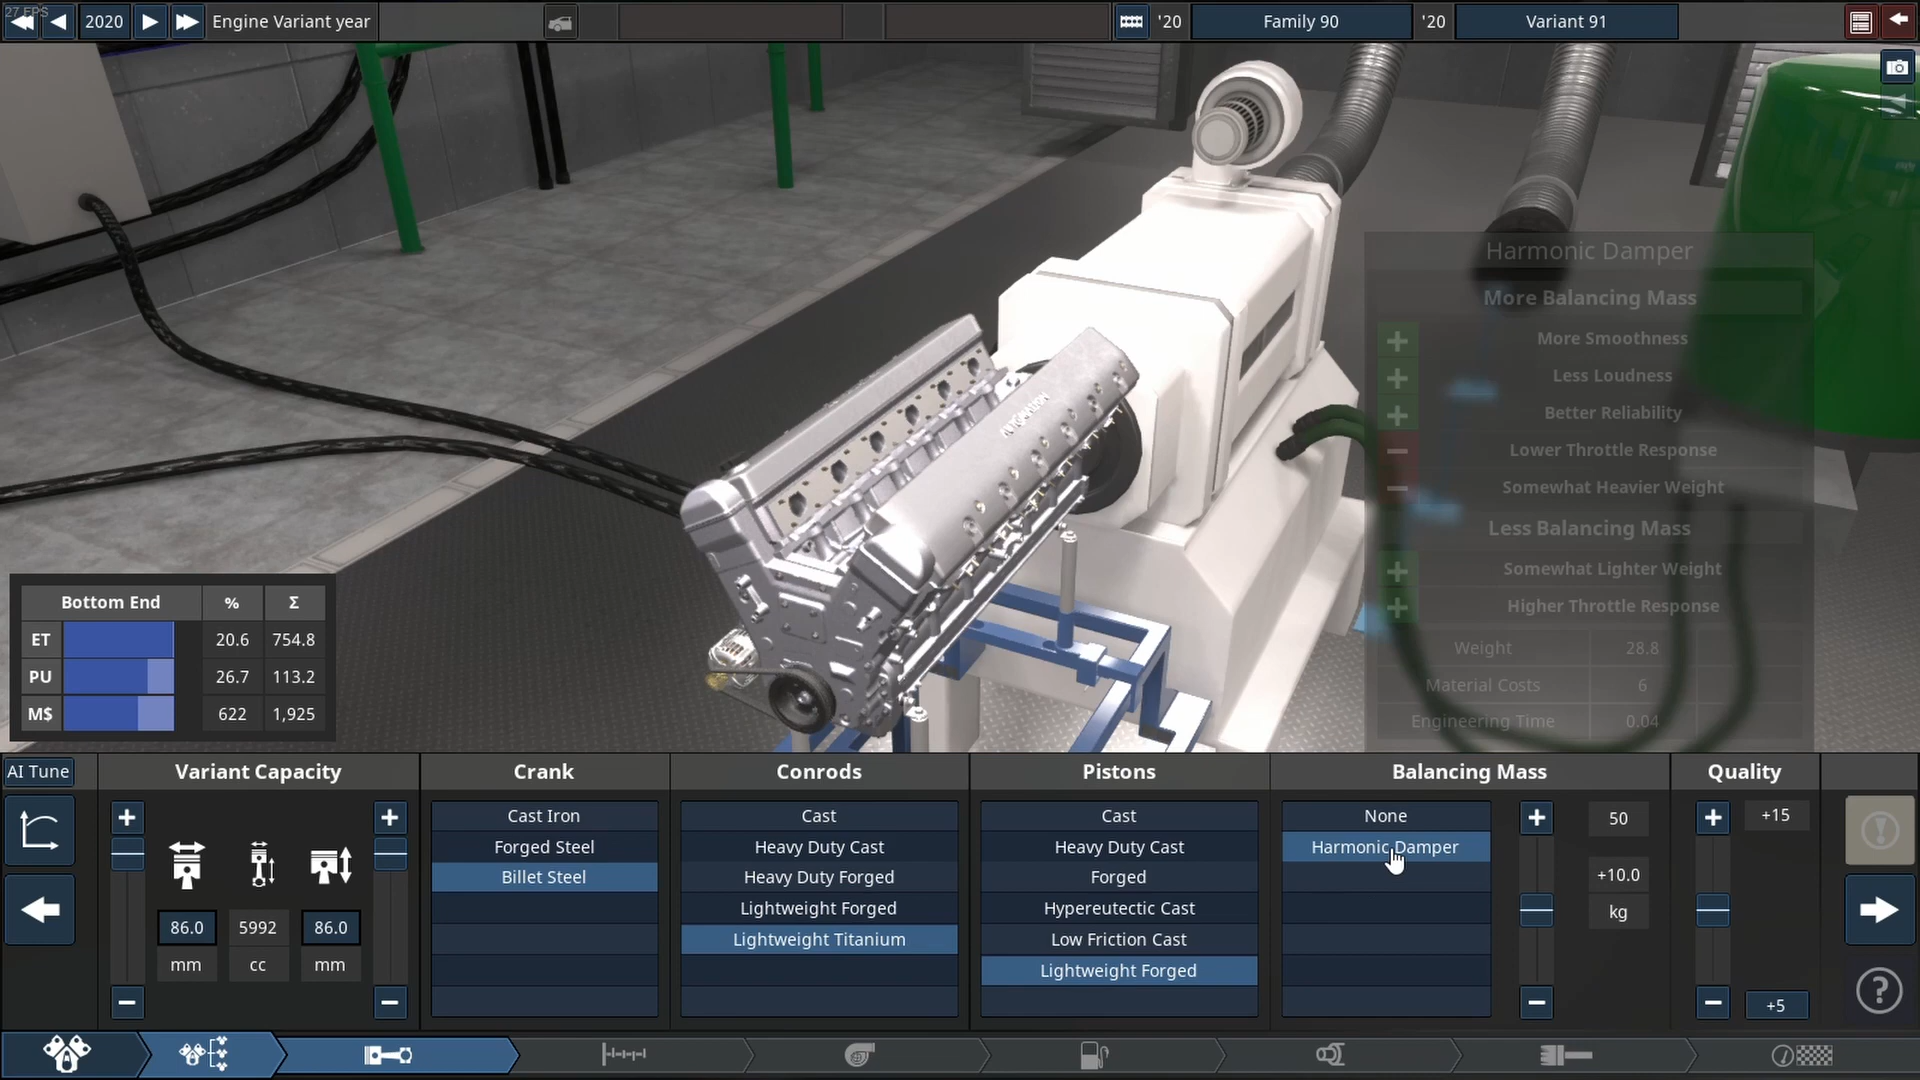 27 FPS
2020
Engine Variant year
'20
Family 90
'20
Variant 91
AUTOMATION
Harmonic Damper
More Balancing Mass
+ More Smoothness
+ Less Loudness
+ Better Reliability
- Lower Throttle Response
- Somewhat Heavier Weight
Less Balancing Mass
+ Somewhat Lighter Weight
+ Higher Throttle Response
Weight 28.8
Material Costs 6
Engineering Time 0.04
Bottom End % Σ
ET 20.6 754.8
PU 26.7 113.2
M$ 622 1,925
AI Tune
Variant Capacity
86.0 5992 86.0
mm cc mm
Crank
Cast Iron
Forged Steel
Billet Steel
Conrods
Cast
Heavy Duty Cast
Heavy Duty Forged
Lightweight Forged
Lightweight Titanium
Pistons
Cast
Heavy Duty Cast
Forged
Hypereutectic Cast
Low Friction Cast
Lightweight Forged
Balancing Mass
None
Harmonic Damper
50
+10.0
kg
Quality
+15
+5